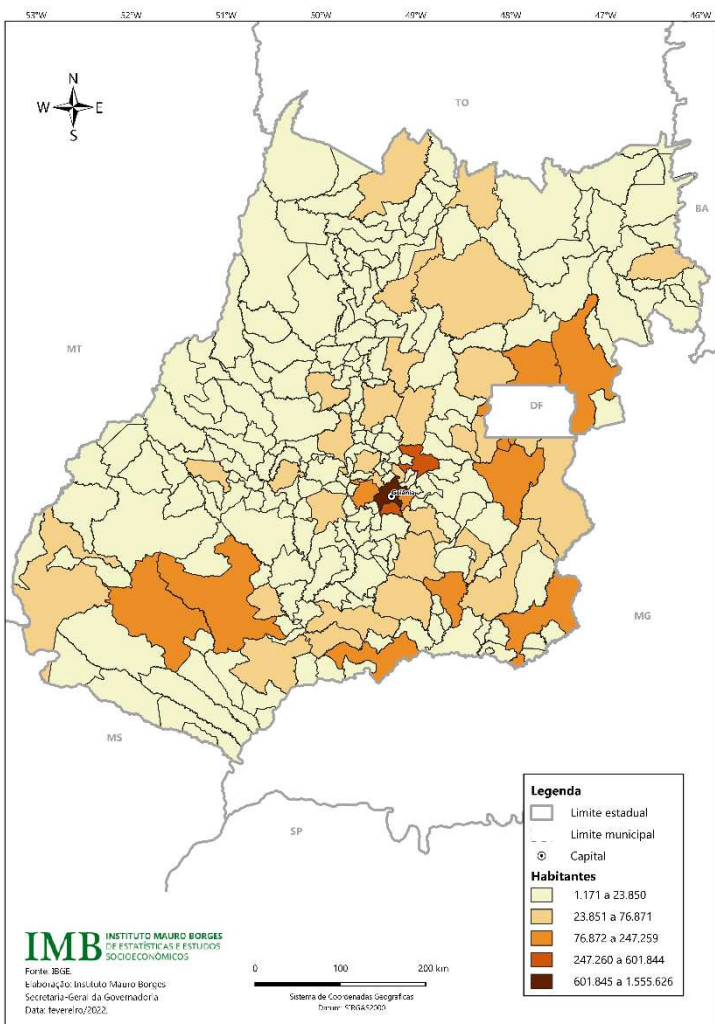 53°W 52°W 51°W 50°W 49°W 48°W 47°W 46°W
N
W E
S
TO
BA
MT
DF
Goiânia
MG
MS
SP
Legenda
Limite estadual
Limite municipal
Capital
Habitantes
1.171 a 23.850
23.851 a 76.871
76.872 a 247.259
247.260 a 601.844
601.845 a 1.555.626
IMB INSTITUTO MAURO BORGES
DE ESTATÍSTICAS E ESTUDOS
SOCIOECONÔMICOS
Fonte: IBGE.
Elaboração: Instituto Mauro Borges
Secretaria-Geral da Governadoria
Data: fevereiro/2022.
0 100 200 km
Sistema de Coordenadas Geográficas
Datum: SIRGAS2000